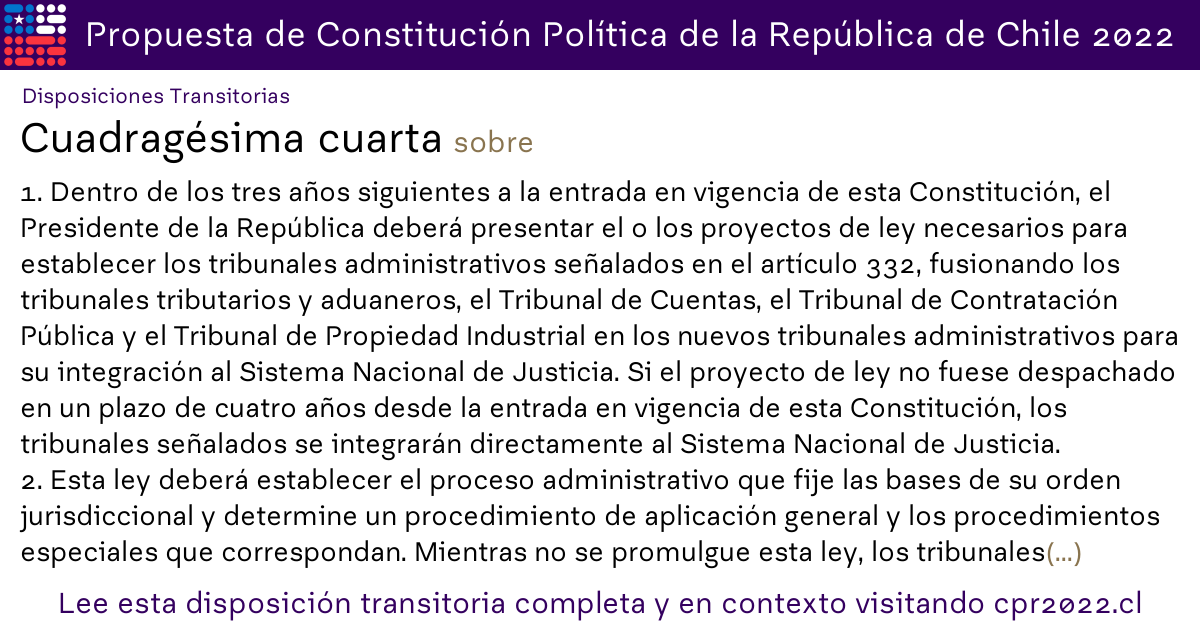 Propuesta de Constitución Política de la República de Chile 2022
Disposiciones Transitorias
Cuadragésima cuarta sobre
1. Dentro de los tres años siguientes a la entrada en vigencia de esta Constitución, el
Presidente de la República deberá presentar el o los proyectos de ley necesarios para
establecer los tribunales administrativos señalados en el artículo 332, fusionando los
tribunales tributarios y aduaneros, el Tribunal de Cuentas, el Tribunal de Contratación
Pública y el Tribunal de Propiedad Industrial en los nuevos tribunales administrativos para
su integración al Sistema Nacional de Justicia. Si el proyecto de ley no fuese despachado
en un plazo de cuatro años desde la entrada en vigencia de esta Constitución, los
tribunales señalados se integrarán directamente al Sistema Nacional de Justicia.
2. Esta ley deberá establecer el proceso administrativo que fije las bases de su orden
jurisdiccional y determine un procedimiento de aplicación general y los procedimientos
especiales que correspondan. Mientras no se promulgue esta ley, los tribunales(...)
Lee esta disposición transitoria completa y en contexto visitando cpr2022.cl